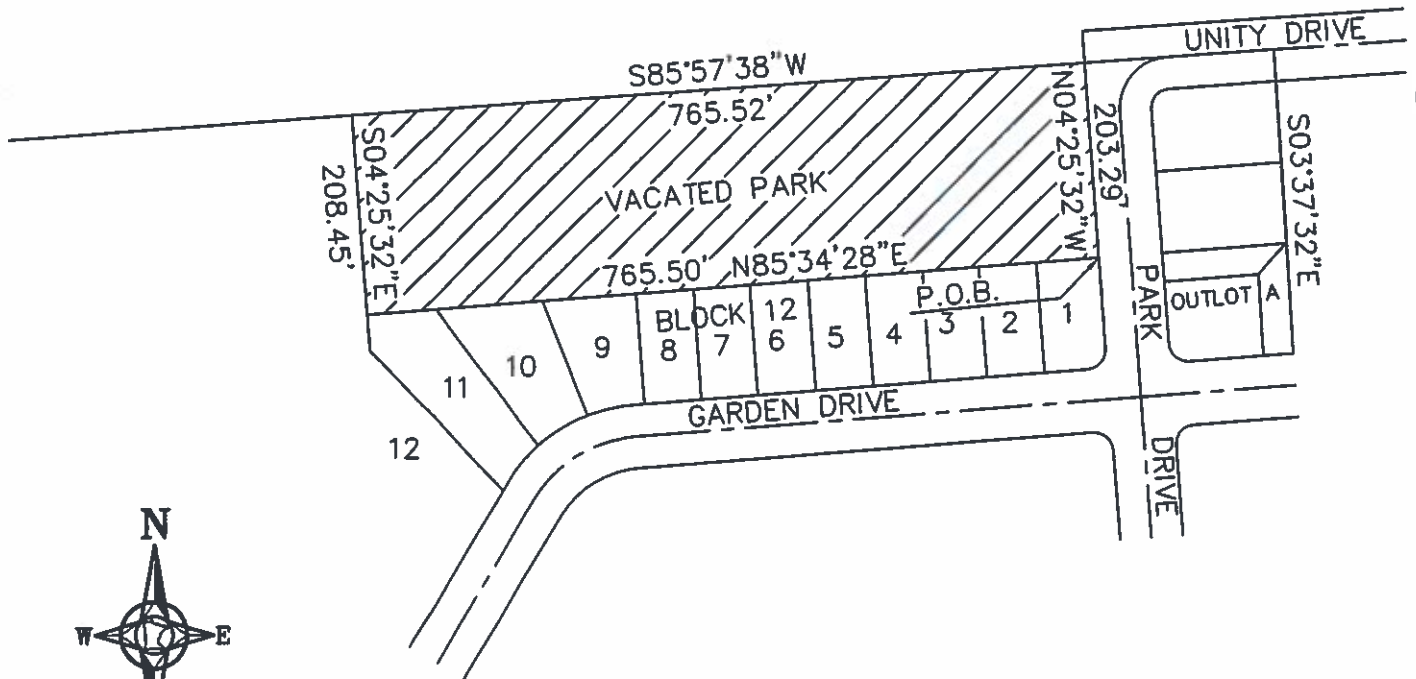 UNITY DRIVE
S85°57'38"W
765.52'
N04°25'32"W
203.29'
S03°37'32"E
S04°25'32"E
208.45'
VACATED PARK
765.50' N85°34'28"E
P.O.B.
BLOCK 12
1
2
3
4
5
6
7
8
9
10
11
12
OUTLOT A
PARK DRIVE
GARDEN DRIVE
N
W E